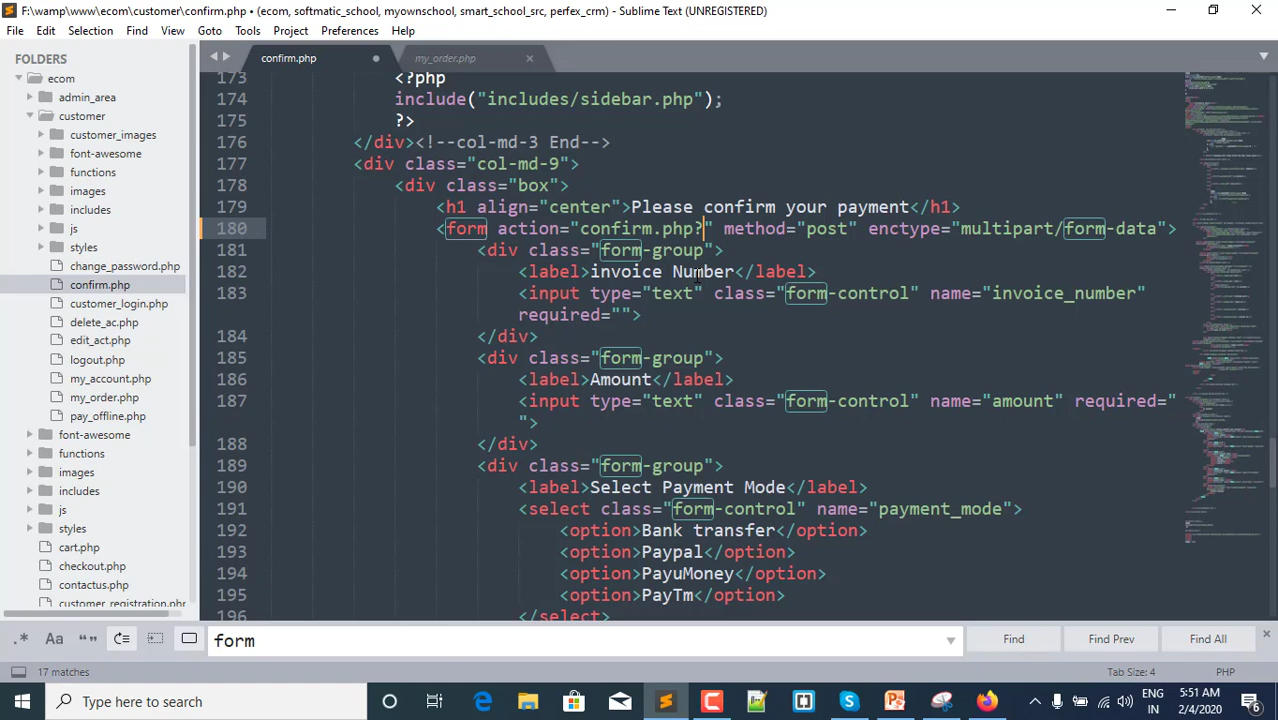 F:\wamp\www\ecom\customer\confirm.php • (ecom, softmatic_school, myownschool, smart_school_src, perfex_crm) - Sublime Text (UNREGISTERED)
File Edit Selection Find View Goto Tools Project Preferences Help
FOLDERS
ecom
admin_area
customer
customer_images
font-awesome
functions
images
includes
js
styles
change_password.php
confirm.php
customer_login.php
delete_ac.php
edit_act.php
logout.php
my_account.php
my_order.php
pay_offline.php
font-awesome
functions
images
includes
js
styles
cart.php
checkout.php
contactus.php
customer_registration.php
confirm.php my_order.php
173 <?php
174 include("includes/sidebar.php");
175 ?>
176 </div><!--col-md-3 End-->
177 <div class="col-md-9">
178 <div class="box">
179 <h1 align="center">Please confirm your payment</h1>
180 <form action="confirm.php?" method="post" enctype="multipart/form-data">
181 <div class="form-group">
182 <label>invoice Number</label>
183 <input type="text" class="form-control" name="invoice_number"
required="">
184 </div>
185 <div class="form-group">
186 <label>Amount</label>
187 <input type="text" class="form-control" name="amount" required="
">
188 </div>
189 <div class="form-group">
190 <label>Select Payment Mode</label>
191 <select class="form-control" name="payment_mode">
192 <option>Bank transfer</option>
193 <option>Paypal</option>
194 <option>PayuMoney</option>
195 <option>PayTm</option>
196 </select>
.* Aa “” form Find Find Prev Find All
17 matches Tab Size: 4 PHP
Type here to search
ENG
IN
5:51 AM
2/4/2020
6